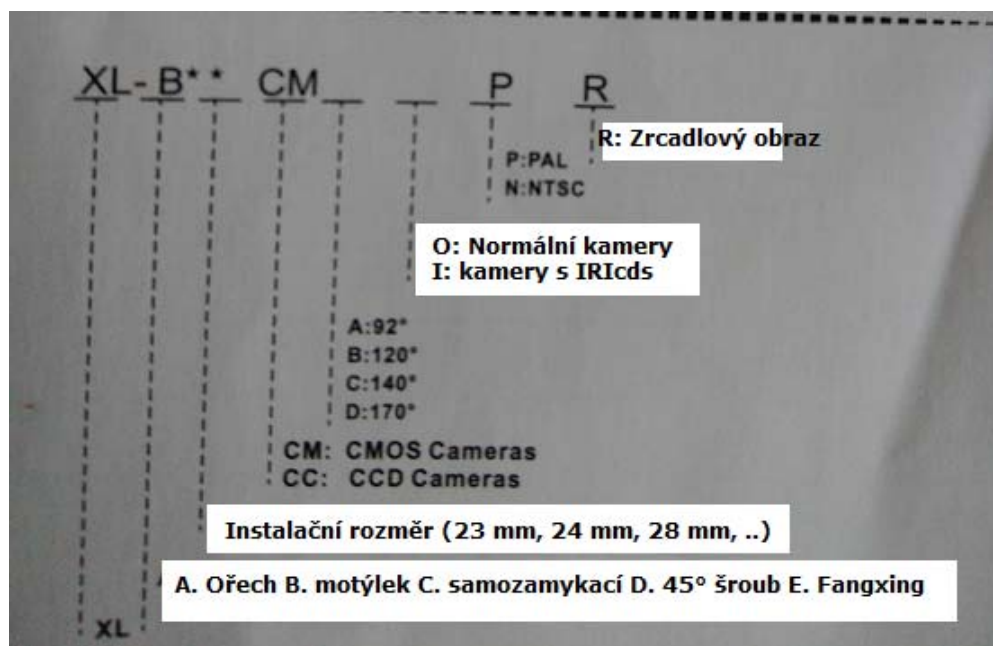 XL-B** CM P R
R: Zrcadlový obraz
P:PAL
N:NTSC
O: Normální kamery
I: kamery s IRIcds
A:92°
B:120°
C:140°
D:170°
CM: CMOS Cameras
CC: CCD Cameras
Instalační rozměr (23 mm, 24 mm, 28 mm, ..)
A. Ořech B. motýlek C. samozamykací D. 45° šroub E. Fangxing
XL